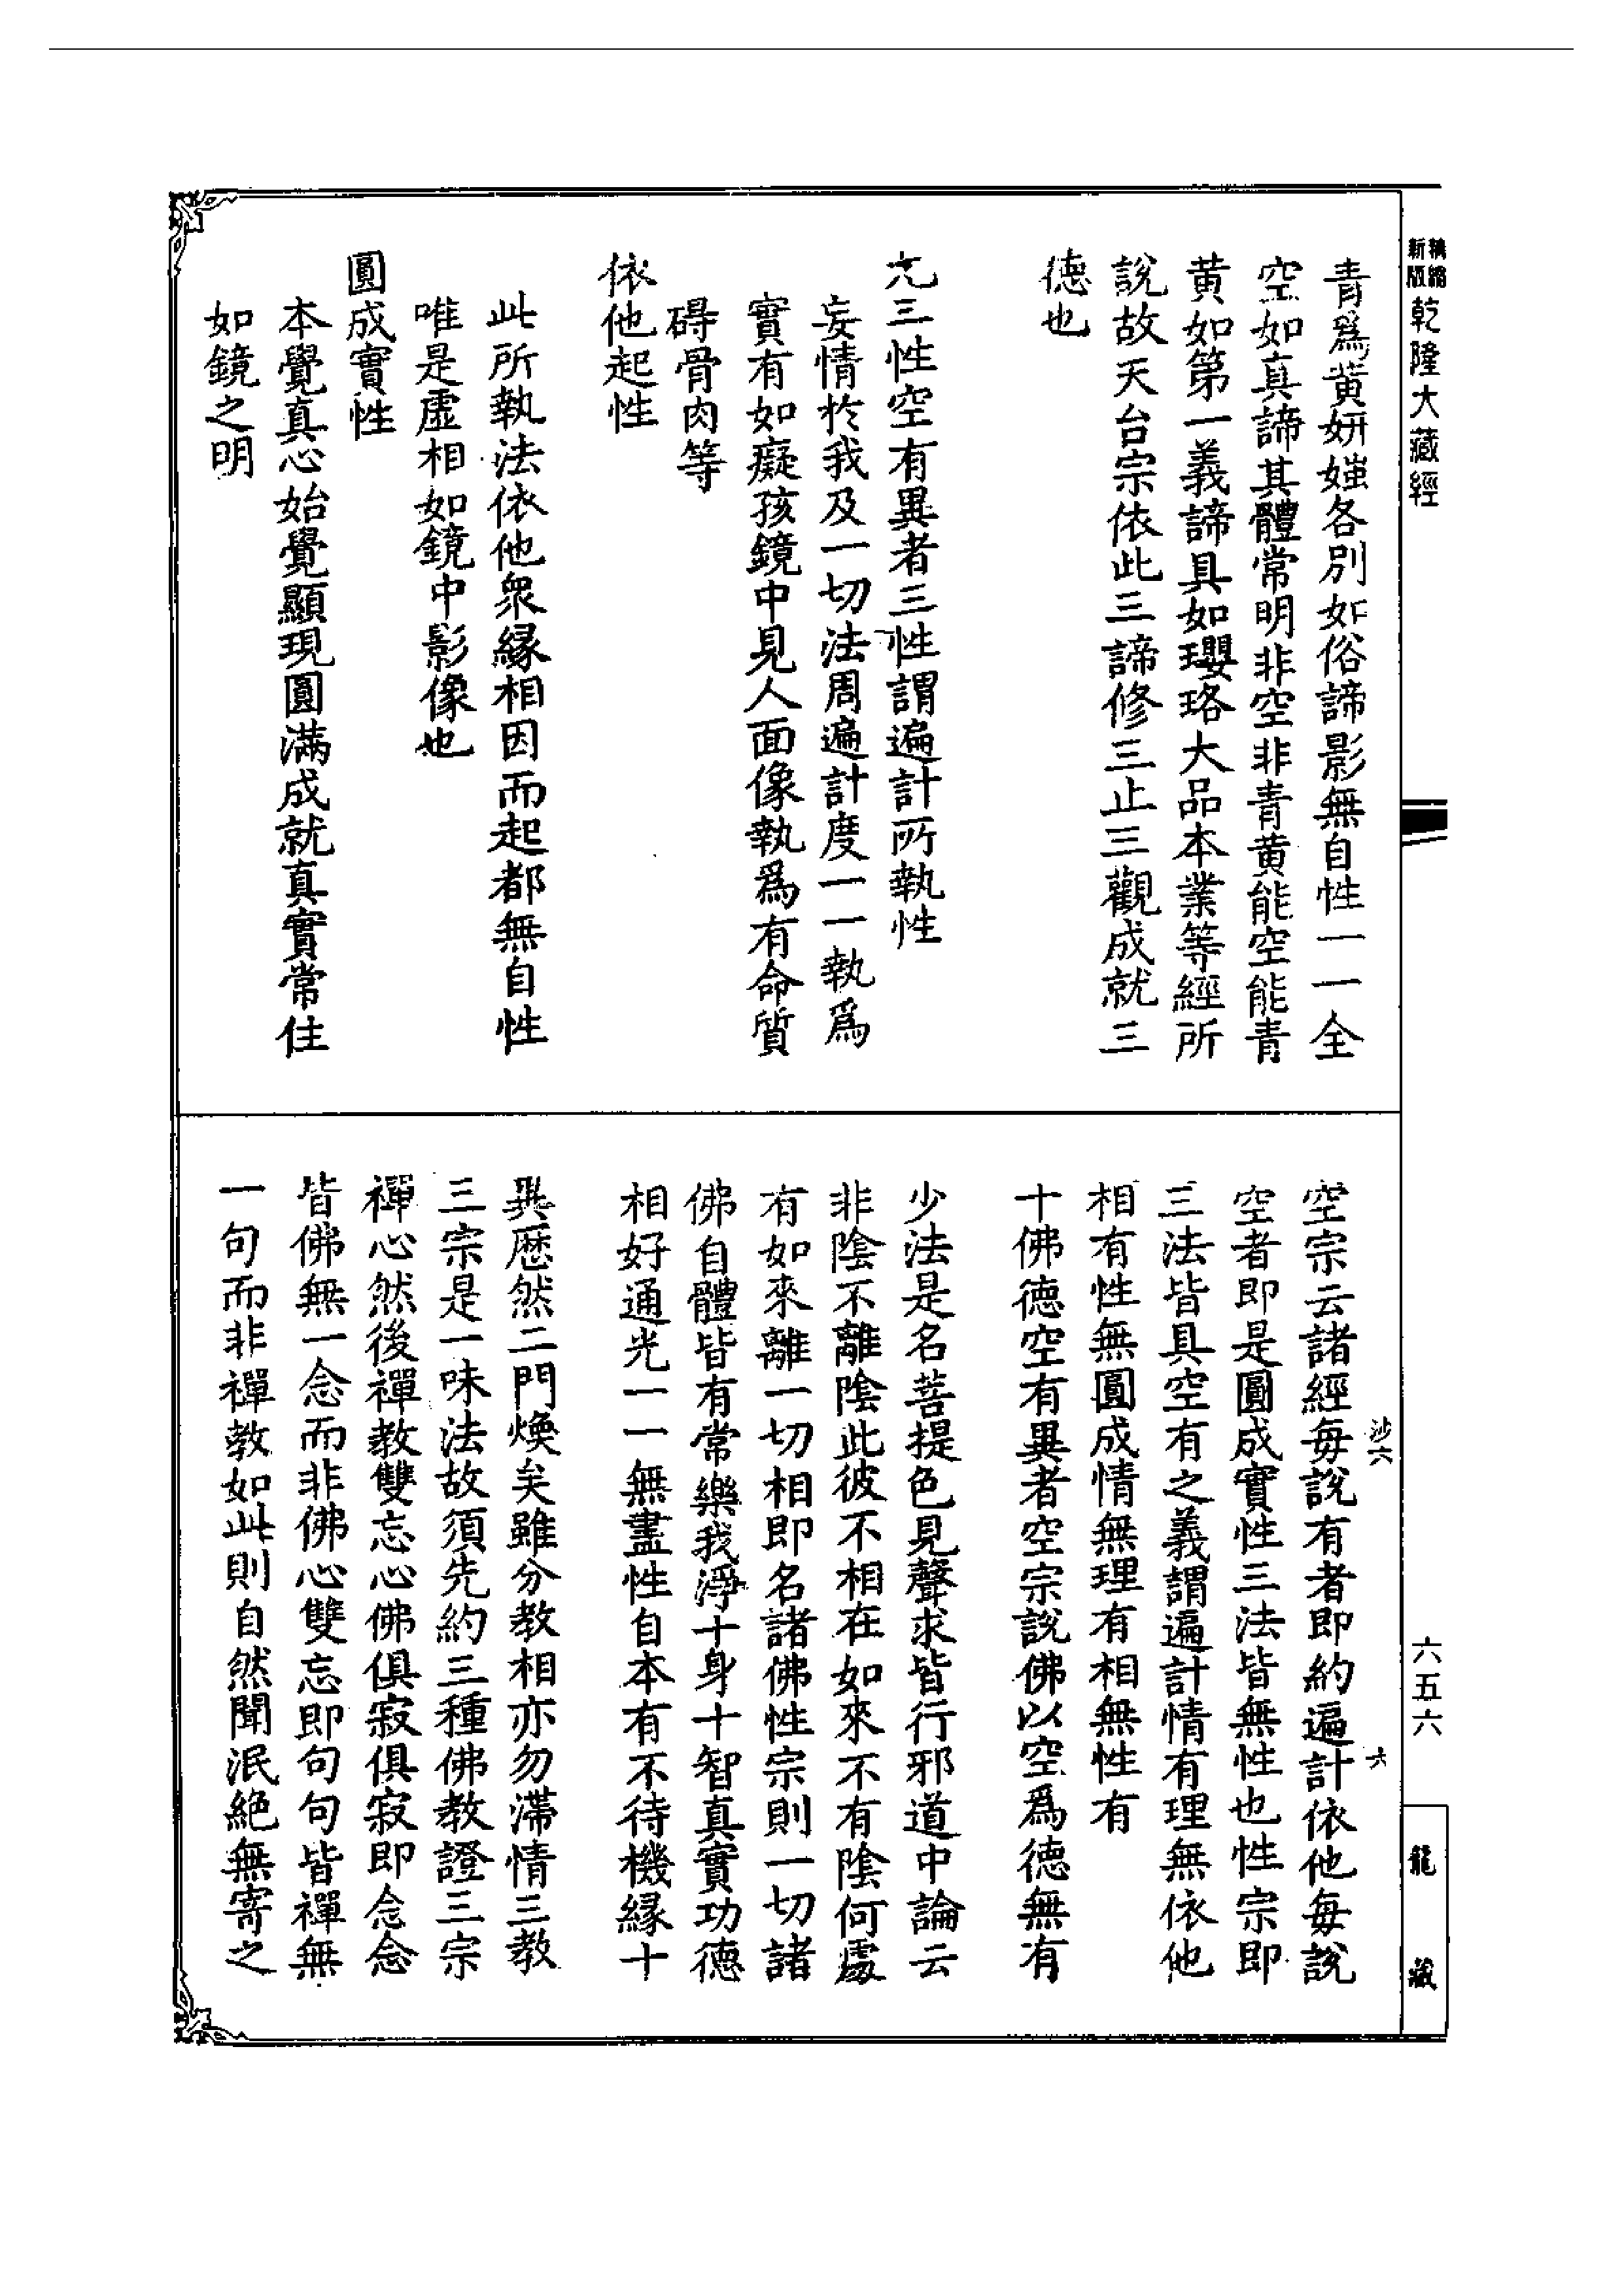 新版 精縮
乾隆大藏經
青爲黃妍媸各別如俗諦影無自性一一全
空如真諦其體常明非空非青黃能空能青
黃如第一義諦具如瓔珞大品本業等經所
說故天台宗依此三諦修三止三觀成就三
德也
九三性空有異者三性謂遍計所執性
妄情於我及一切法周遍計度一一執爲
實有如癡孩鏡中見人面像執爲有命質
碍骨肉等
依他起性
此所執法依他衆緣相因而起都無自性
唯是虛相如鏡中影像也
圓成實性
本覺真心始覺顯現圓滿成就真實常住
如鏡之明
沙六
六
六五六
龍藏
空宗云諸經每說有者即約遍計依他每說
空者即是圓成實性三法皆無性也性宗即
三法皆具空有之義謂遍計情有理無依他
相有性無圓成情無理有相無性有
十佛德空有異者空宗說佛以空爲德無有
少法是名菩提色見聲求皆行邪道中論云
非陰不離陰此彼不相在如來不有陰何處
有如來離一切相即名諸佛性宗則一切諸
佛自體皆有常樂我淨十身十智真實功德
相好通光一一無盡性自本有不待機緣十
異歷然二門煥矣雖分教相亦勿滯情三教
三宗是一味法故須先約三種佛教證三宗
禪心然後禪教雙忘心佛俱寂俱寂即念念
皆佛無一念而非佛心雙忘即句句皆禪無
一句而非禪教如此則自然聞泯絕無寄之